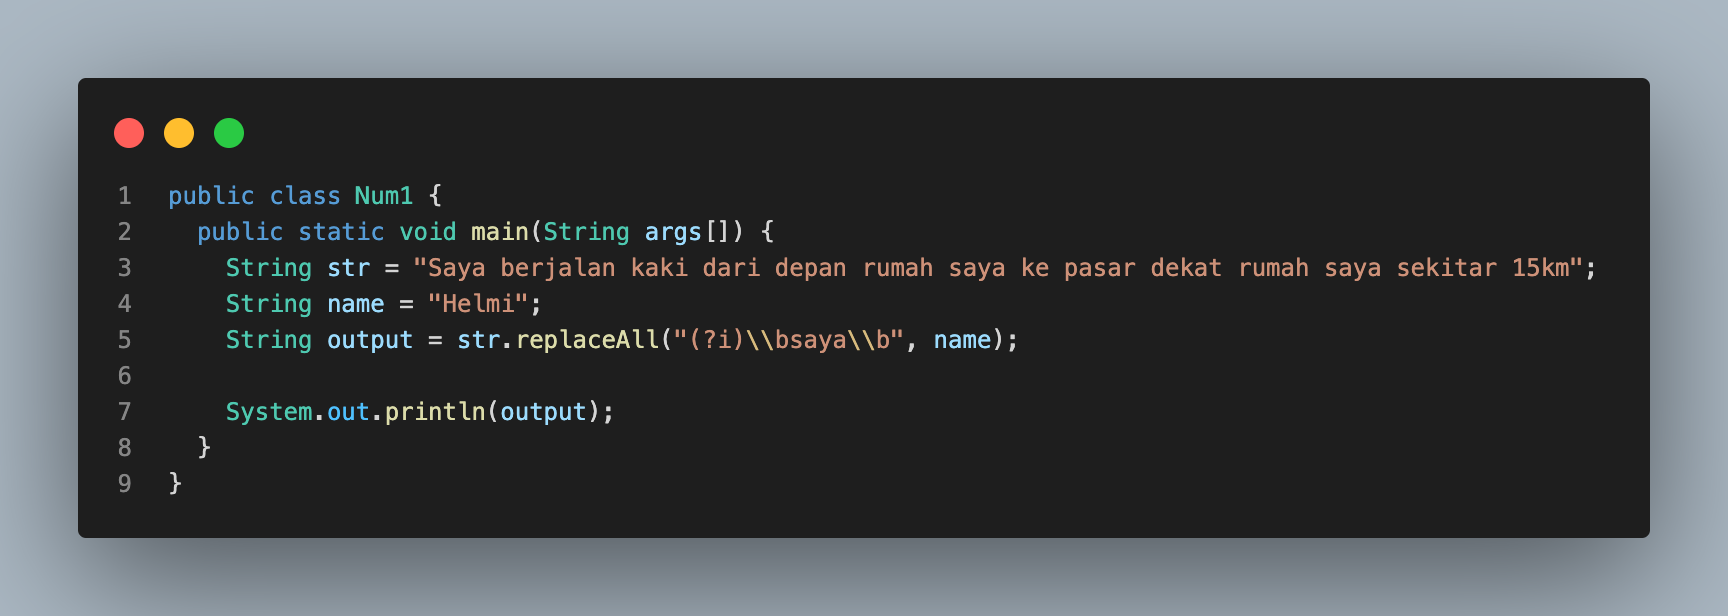 1 public class Num1 {
2 public static void main(String args[]) {
3 String str = "Saya berjalan kaki dari depan rumah saya ke pasar dekat rumah saya sekitar 15km";
4 String name = "Helmi";
5 String output = str.replaceAll("(?i)\\bsaya\\b", name);
6
7 System.out.println(output);
8 }
9 }